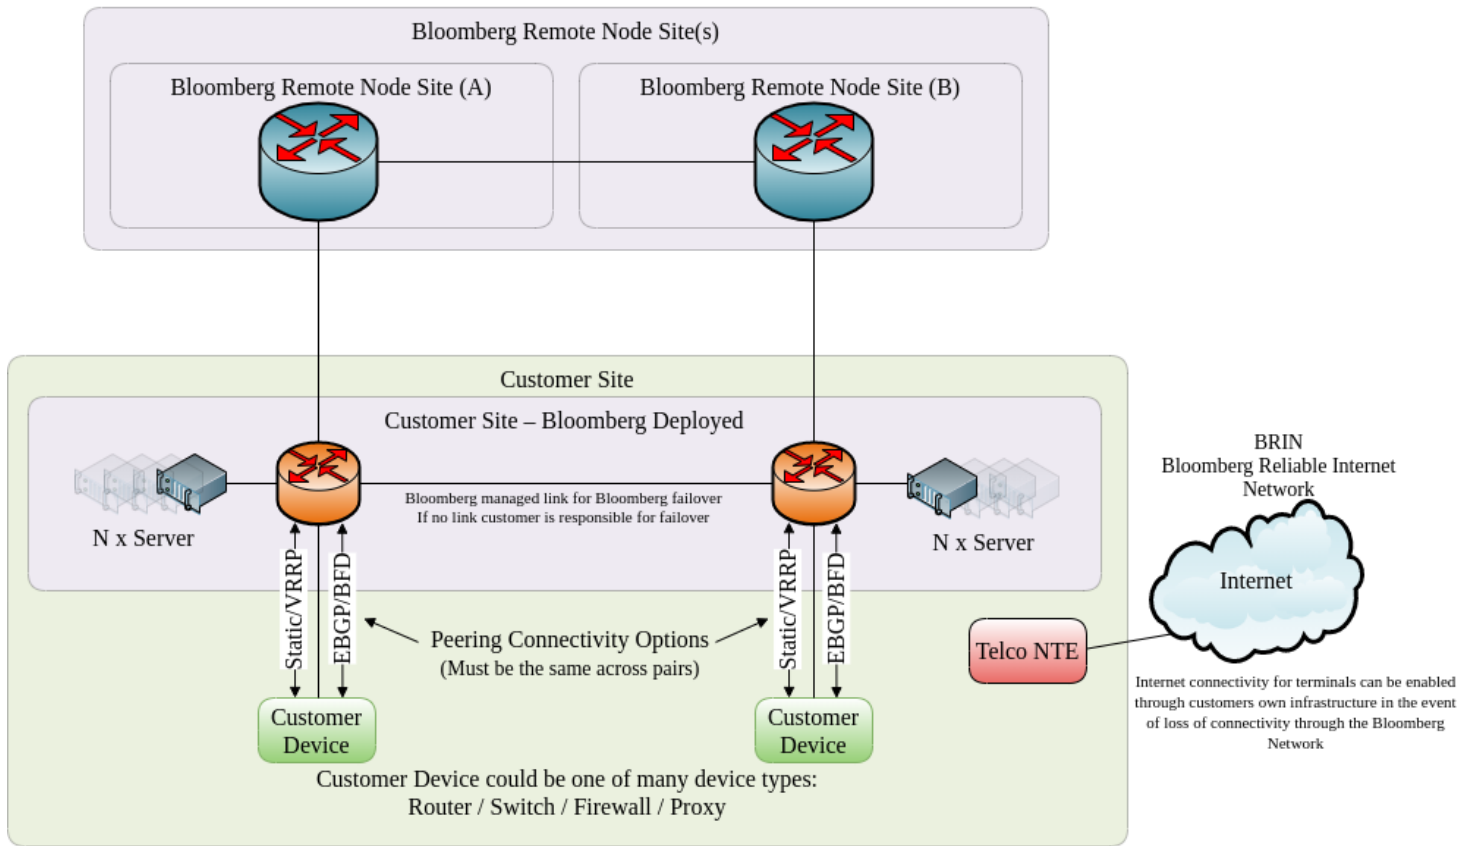 Bloomberg Remote Node Site(s)
Bloomberg Remote Node Site (A)
Bloomberg Remote Node Site (B)
Customer Site
Customer Site – Bloomberg Deployed
Bloomberg managed link for Bloomberg failover
If no link customer is responsible for failover
N x Server
N x Server
Static/VRRP
EBGP/BFD
Static/VRRP
EBGP/BFD
Peering Connectivity Options
(Must be the same across pairs)
Customer
Device
Customer
Device
Customer Device could be one of many device types:
Router / Switch / Firewall / Proxy
BRIN
Bloomberg Reliable Internet
Network
Internet
Telco NTE
Internet connectivity for terminals can be enabled
through customers own infrastructure in the event
of loss of connectivity through the Bloomberg
Network